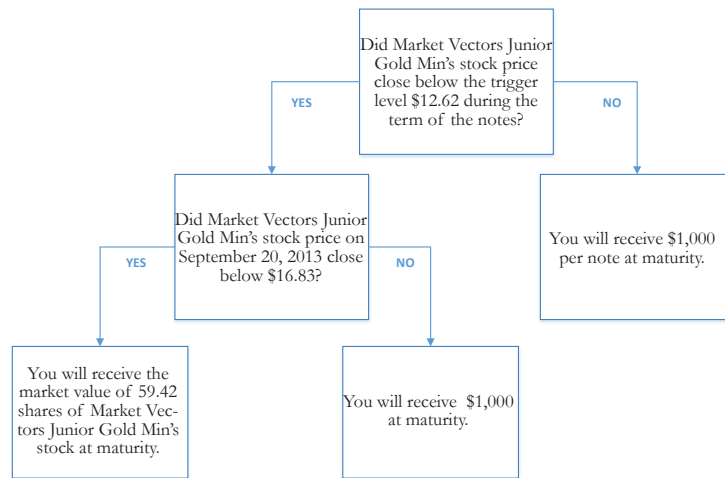 Did Market Vectors Junior
Gold Min’s stock price
close below the trigger
level $12.62 during the
term of the notes?
YES
NO
Did Market Vectors Junior
Gold Min’s stock price on
September 20, 2013 close
below $16.83?
You will receive $1,000
per note at maturity.
YES
NO
You will receive the
market value of 59.42
shares of Market Vec-
tors Junior Gold Min’s
stock at maturity.
You will receive $1,000
at maturity.